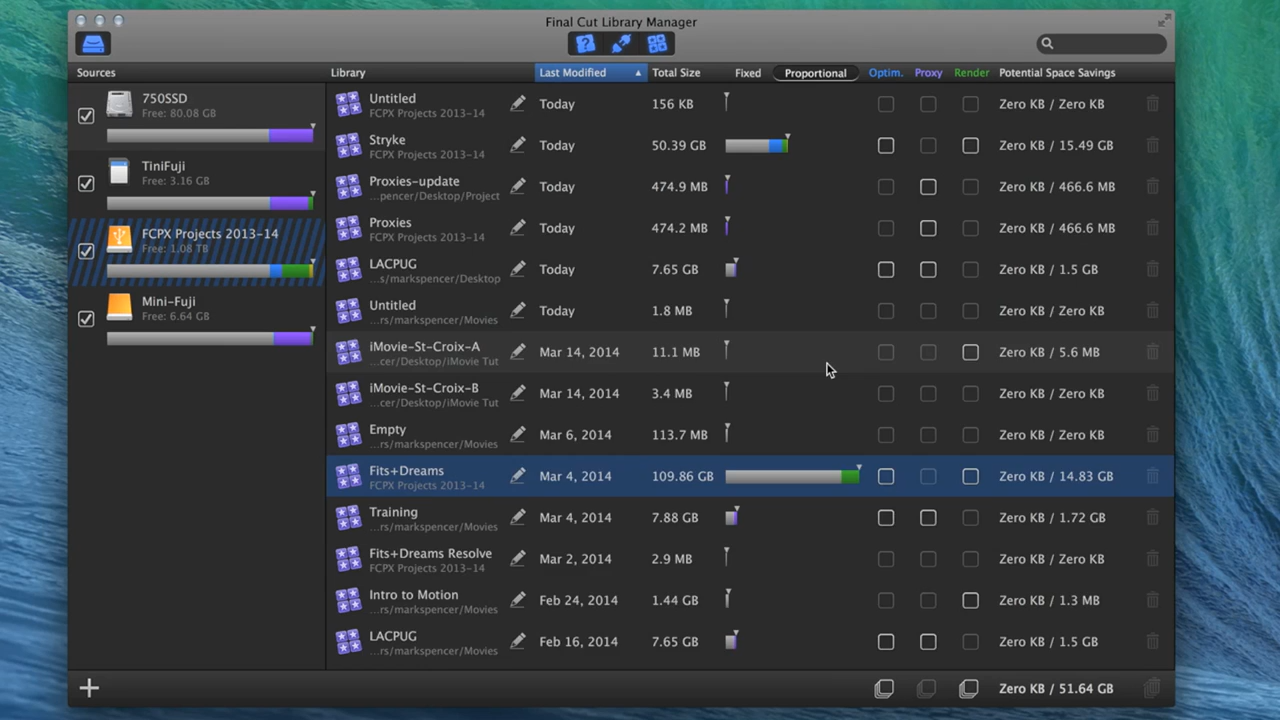 Final Cut Library Manager
Sources
Library
Last Modified
Total Size
Fixed
Proportional
Optim.
Proxy
Render
Potential Space Savings
750SSD
Free: 80.08 GB
TiniFuji
Free: 3.16 GB
FCPX Projects 2013-14
Free: 1.08 TB
Mini-Fuji
Free: 6.64 GB
Untitled
FCPX Projects 2013-14
Today
156 KB
Zero KB / Zero KB
Stryke
FCPX Projects 2013-14
Today
50.39 GB
Zero KB / 15.49 GB
Proxies-update
...pencer/Desktop/Project
Today
474.9 MB
Zero KB / 466.6 MB
Proxies
FCPX Projects 2013-14
Today
474.2 MB
Zero KB / 466.6 MB
LACPUG
...s/markspencer/Desktop
Today
7.65 GB
Zero KB / 1.5 GB
Untitled
...rs/markspencer/Movies
Today
1.8 MB
Zero KB / Zero KB
iMovie-St-Croix-A
...cer/Desktop/iMovie Tut
Mar 14, 2014
11.1 MB
Zero KB / 5.6 MB
iMovie-St-Croix-B
...cer/Desktop/iMovie Tut
Mar 14, 2014
3.4 MB
Zero KB / Zero KB
Empty
...rs/markspencer/Movies
Mar 6, 2014
113.7 MB
Zero KB / Zero KB
Fits+Dreams
FCPX Projects 2013-14
Mar 4, 2014
109.86 GB
Zero KB / 14.83 GB
Training
...rs/markspencer/Movies
Mar 4, 2014
7.88 GB
Zero KB / 1.72 GB
Fits+Dreams Resolve
FCPX Projects 2013-14
Mar 2, 2014
2.9 MB
Zero KB / Zero KB
Intro to Motion
...rs/markspencer/Movies
Feb 24, 2014
1.44 GB
Zero KB / 1.3 MB
LACPUG
...rs/markspencer/Movies
Feb 16, 2014
7.65 GB
Zero KB / 1.5 GB
Zero KB / 51.64 GB